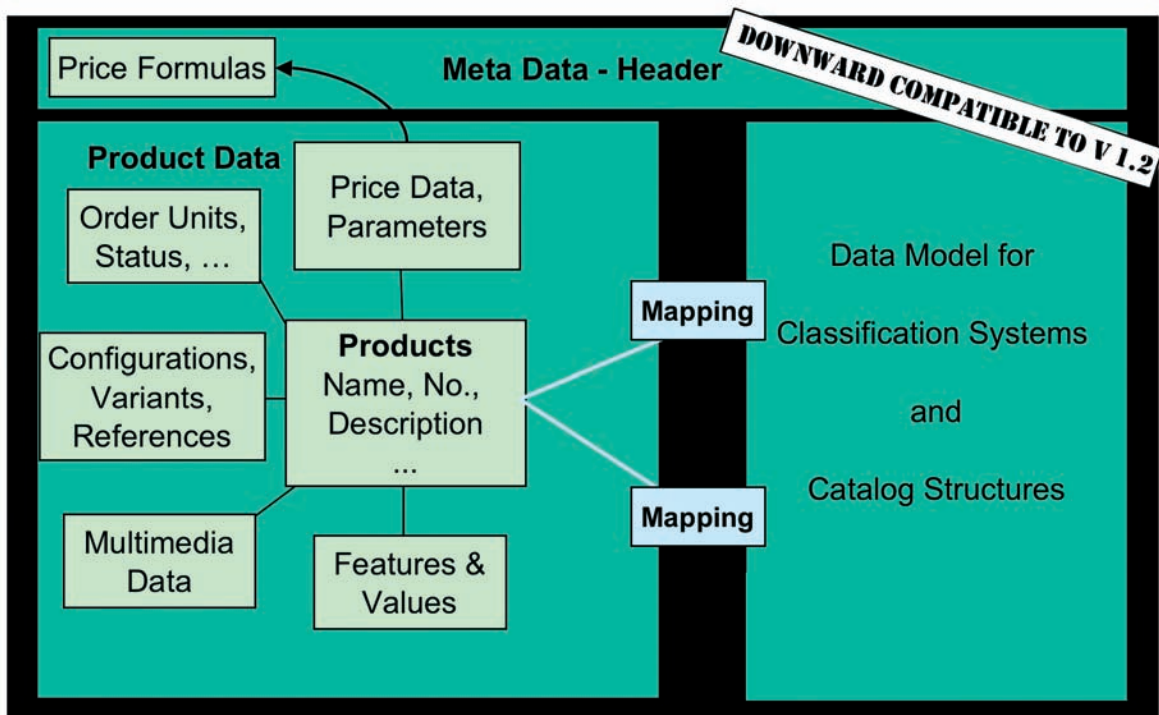 Price Formulas
Meta Data - Header
DOWNWARD COMPATIBLE TO V 1.2
Product Data
Order Units,
Status, …
Price Data,
Parameters
Configurations,
Variants,
References
Products
Name, No.,
Description
...
Multimedia
Data
Features &
Values
Mapping
Mapping
Data Model for
Classification Systems
and
Catalog Structures